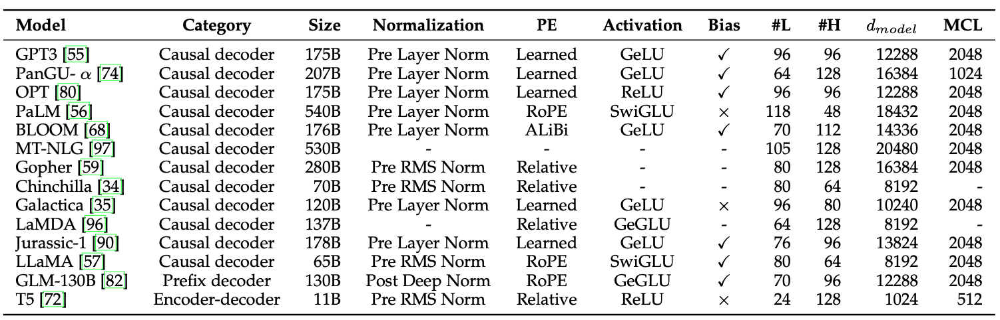 Model Category Size Normalization PE Activation Bias #L #H d_model MCL
GPT3 [55] Causal decoder 175B Pre Layer Norm Learned GeLU ✓ 96 96 12288 2048
PanGU- α [74] Causal decoder 207B Pre Layer Norm Learned GeLU ✓ 64 128 16384 1024
OPT [80] Causal decoder 175B Pre Layer Norm Learned ReLU ✓ 96 96 12288 2048
PaLM [56] Causal decoder 540B Pre Layer Norm RoPE SwiGLU × 118 48 18432 2048
BLOOM [68] Causal decoder 176B Pre Layer Norm ALiBi GeLU ✓ 70 112 14336 2048
MT-NLG [97] Causal decoder 530B - - - - 105 128 20480 2048
Gopher [59] Causal decoder 280B Pre RMS Norm Relative - - 80 128 16384 2048
Chinchilla [34] Causal decoder 70B Pre RMS Norm Relative - - 80 64 8192 -
Galactica [35] Causal decoder 120B Pre Layer Norm Learned GeLU × 96 80 10240 2048
LaMDA [96] Causal decoder 137B - Relative GeGLU - 64 128 8192 -
Jurassic-1 [90] Causal decoder 178B Pre Layer Norm Learned GeLU ✓ 76 96 13824 2048
LLaMA [57] Causal decoder 65B Pre RMS Norm RoPE SwiGLU ✓ 80 64 8192 2048
GLM-130B [82] Prefix decoder 130B Post Deep Norm RoPE GeGLU ✓ 70 96 12288 2048
T5 [72] Encoder-decoder 11B Pre RMS Norm Relative ReLU × 24 128 1024 512